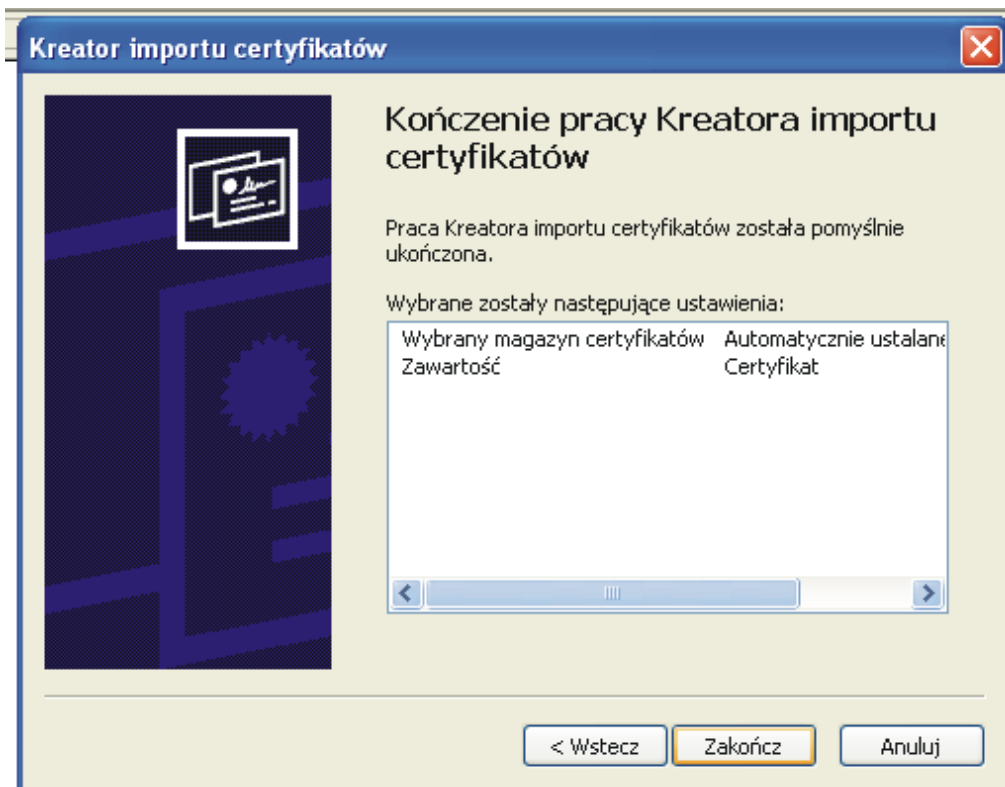 Kreator importu certyfikatów
Kończenie pracy Kreatora importu
certyfikatów
Praca Kreatora importu certyfikatów została pomyślnie
ukończona.
Wybrane zostały następujące ustawienia:
Wybrany magazyn certyfikatów Automatycznie ustalane
Zawartość Certyfikat
< Wstecz Zakończ Anuluj